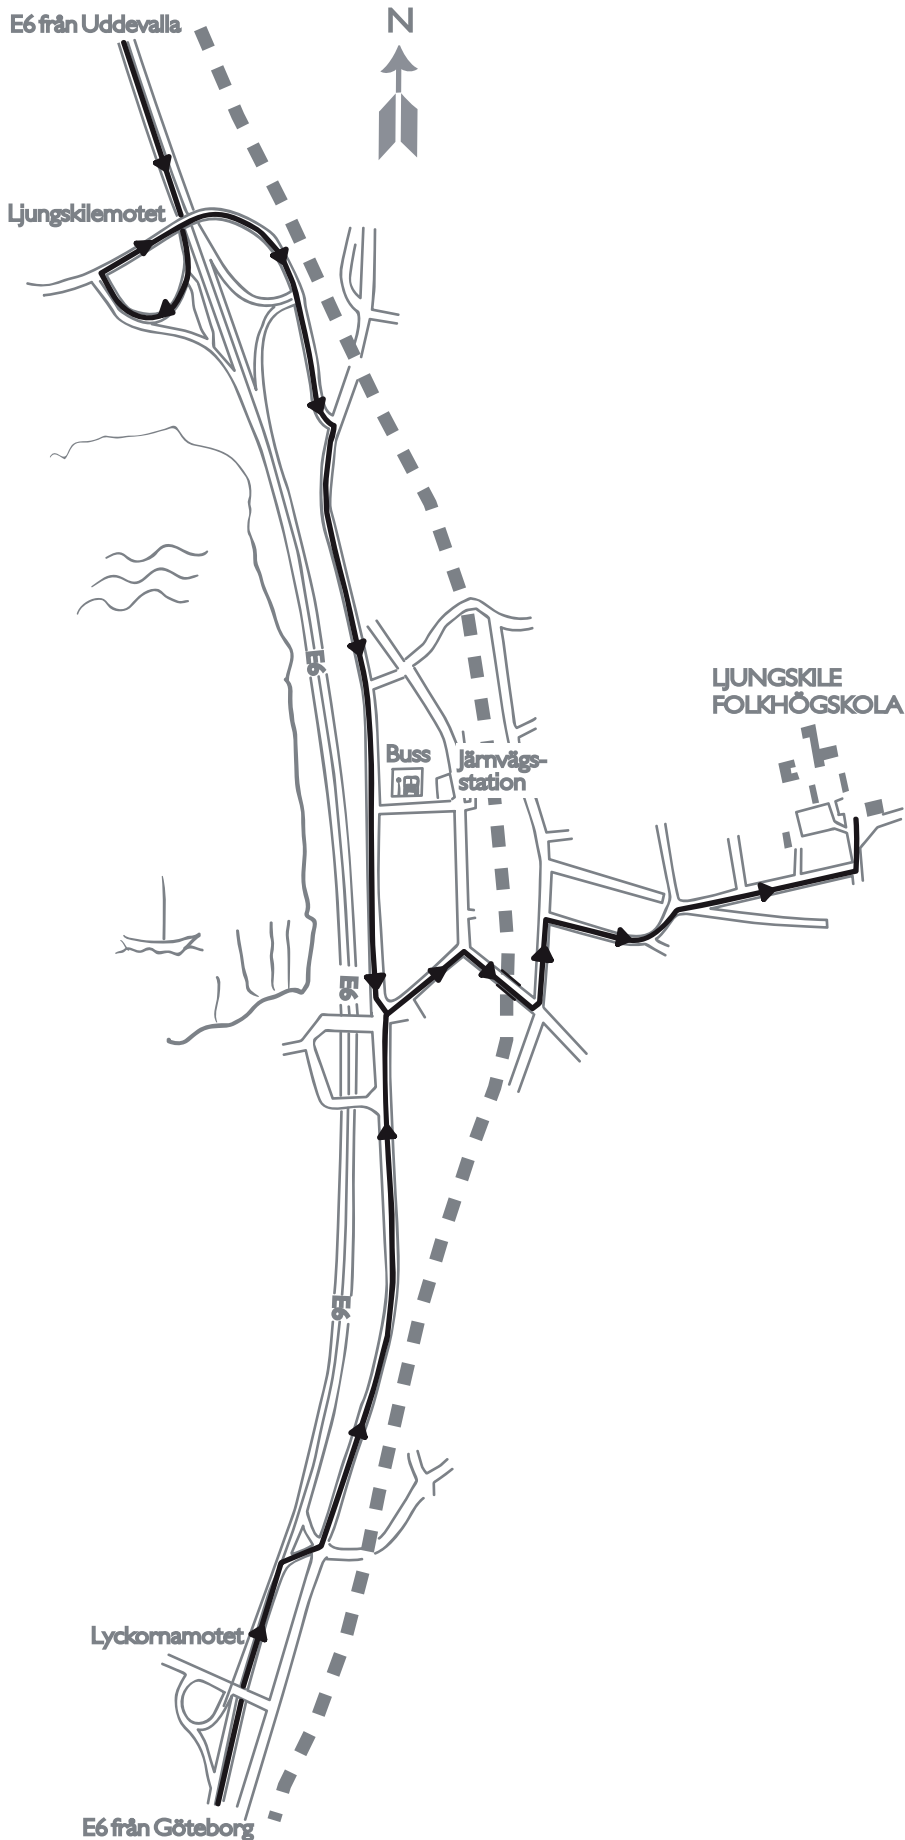 E6 från Uddevalla
N
Ljungskilemotet
E6
LJUNGSKILE
FOLKHÖGSKOLA
Buss
Järnvägs-
station
E6
E6
Lyckornamotet
E6 från Göteborg